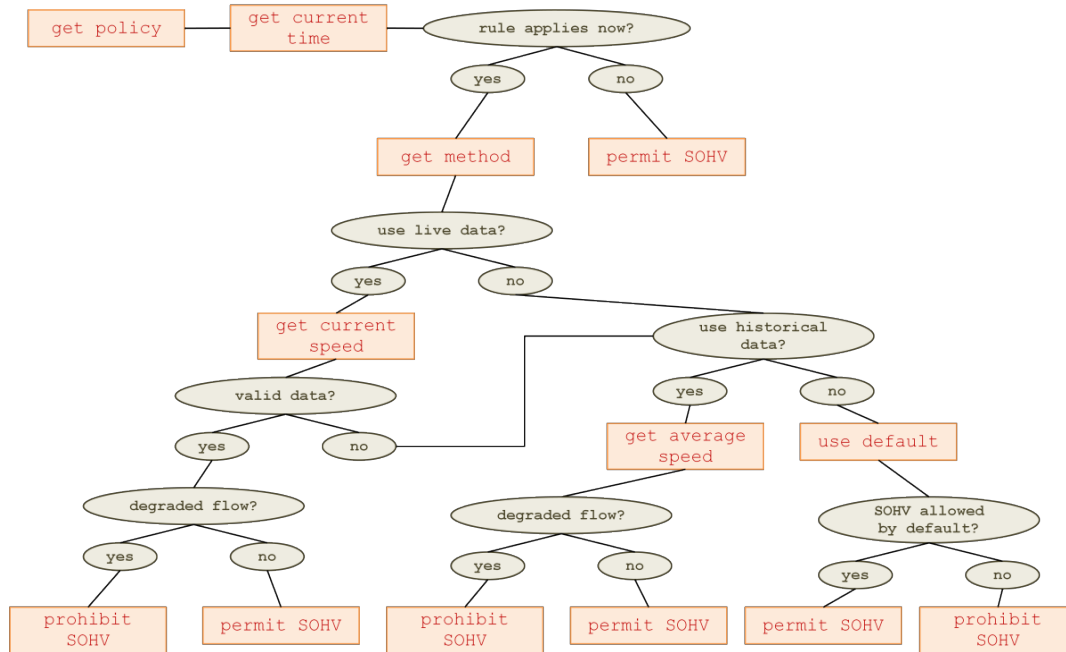 get policy
get current
time
rule applies now?
yes
no
get method
permit SOHV
use live data?
yes
no
get current
speed
use historical
data?
valid data?
yes
no
yes
no
get average
speed
use default
degraded flow?
degraded flow?
SOHV allowed
by default?
yes
no
yes
no
yes
no
prohibit
SOHV
permit SOHV
prohibit
SOHV
permit SOHV
permit SOHV
prohibit
SOHV